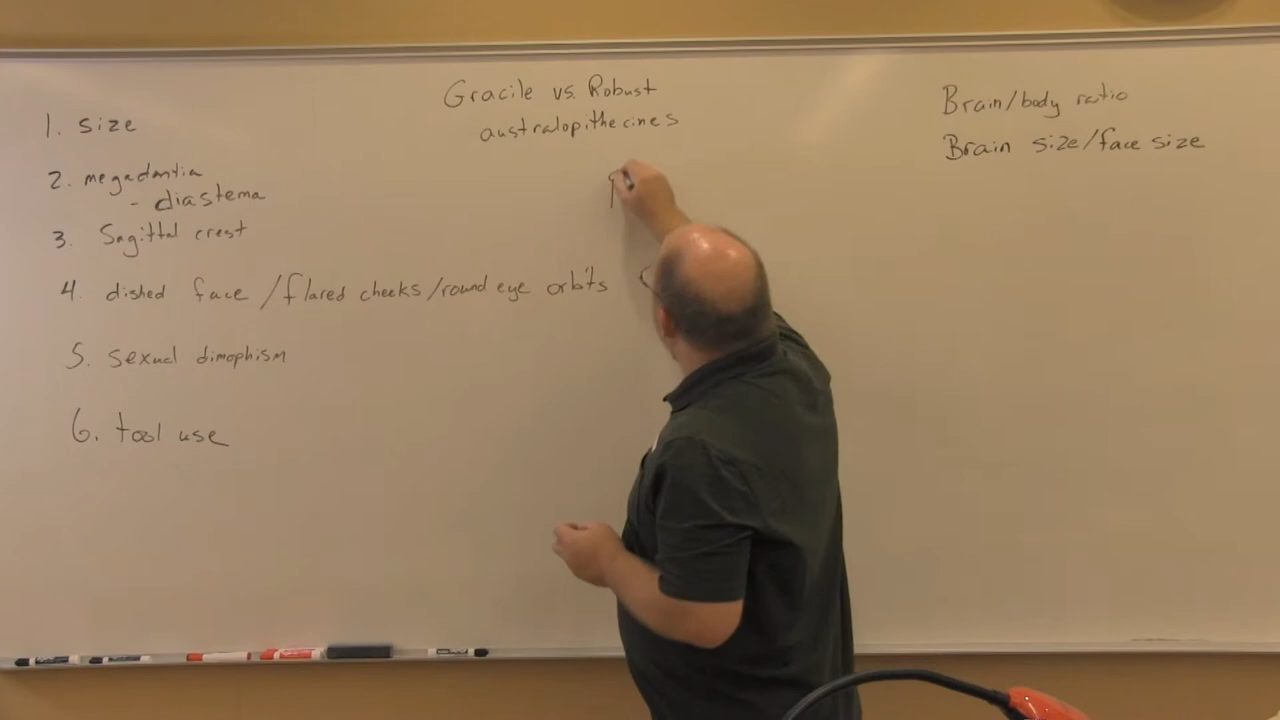 Gracile vs. Robust
australopithecines
1. size
2. megadantia
- diastema
3. Sagittal crest
4. dished face /flared cheeks/round eye orbits
5. sexual dimophism
6. tool use
Brain/body ratio
Brain size/face size